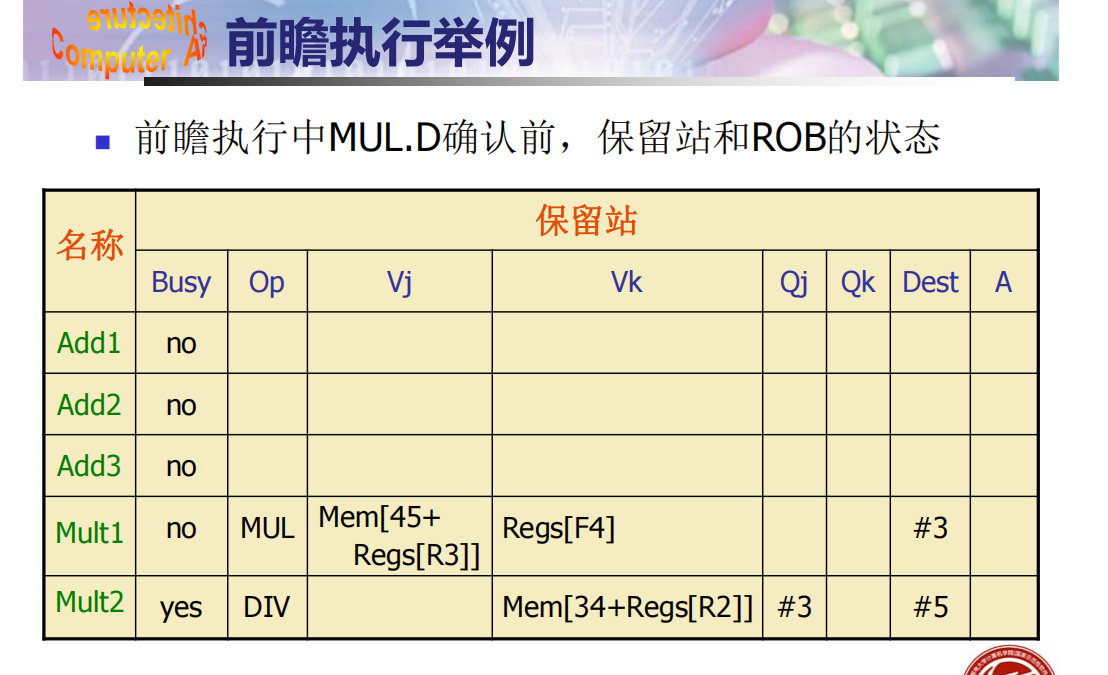 Computer Architecture
前瞻执行举例
前瞻执行中MUL.D确认前，保留站和ROB的状态
名称 保留站
Busy Op Vj Vk Qj Qk Dest A
Add1 no
Add2 no
Add3 no
Mult1 no MUL Mem[45+ Regs[F4] #3
Regs[R3]]
Mult2 yes DIV Mem[34+Regs[R2]] #3 #5